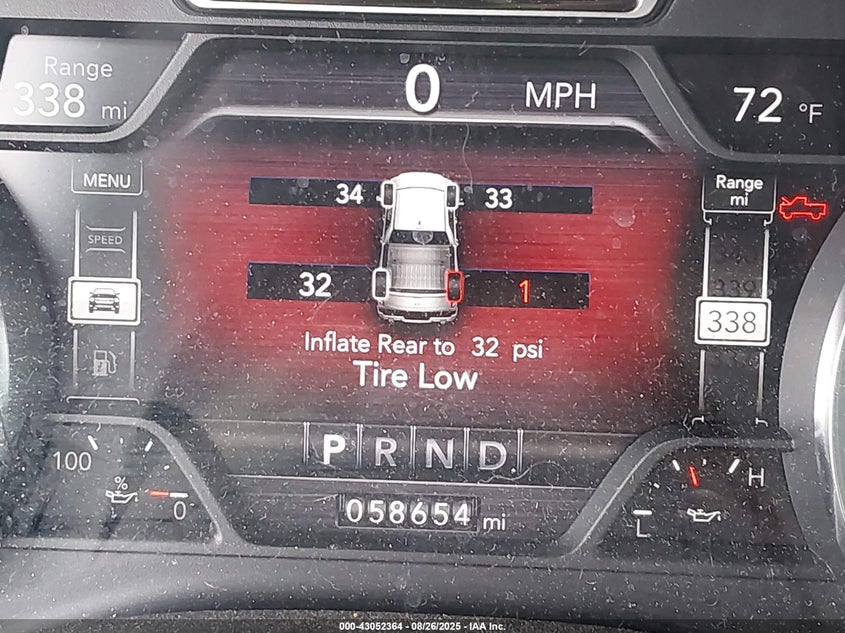 Range
338 mi
0 MPH
72 °F
MENU
Range
mi
34
33
SPEED
32
1
339
338
Inflate Rear to 32 psi
Tire Low
P R N D
100
%
0
H
L
058654 mi
000-43052364 - 08/26/2025 - IAA Inc.